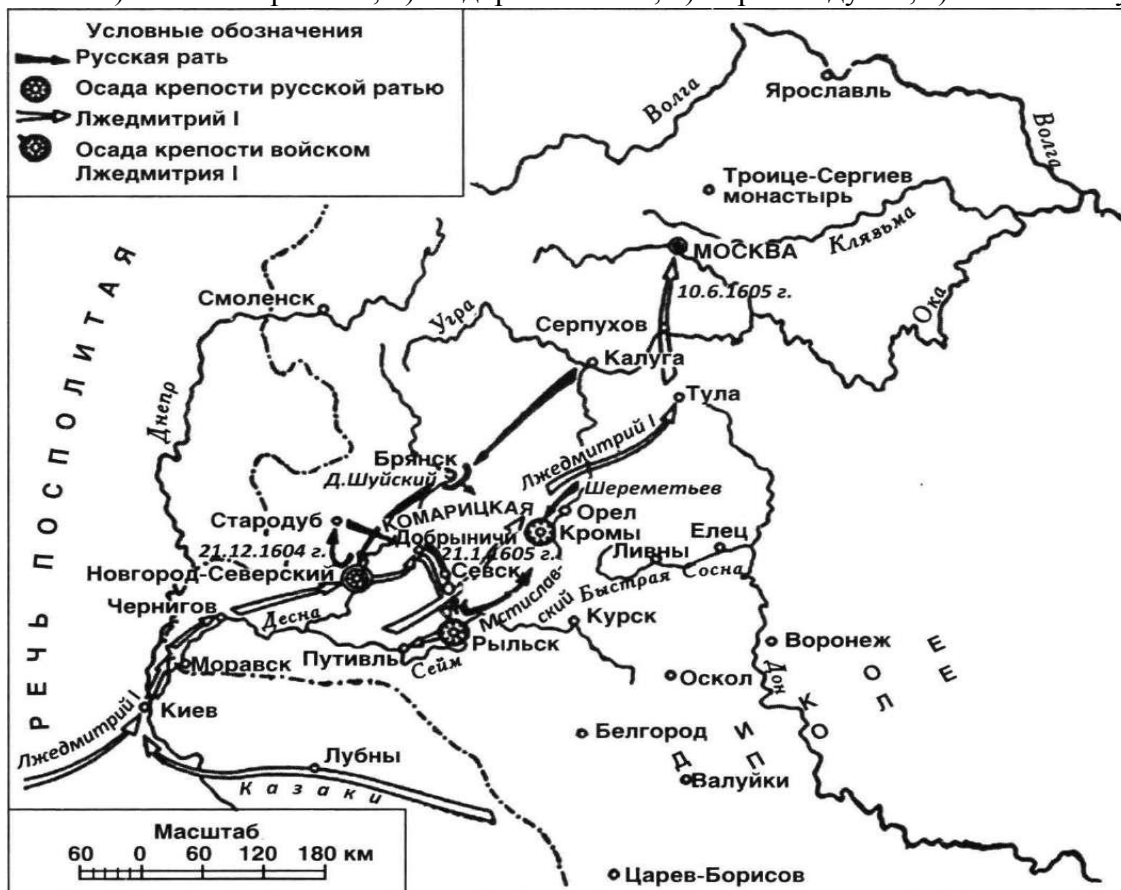 Условные обозначения
Русская рать
Осада крепости русской ратью
Лжедмитрий I
Осада крепости войском
Лжедмитрия I
Волга
Ярославль
Волга
Троице-Сергиев
монастырь
Клявьма
МОСКВА
10.6.1605 г.
Ока
Смоленск
Угра
Серпухов
Калуга
Тула
Днепр
РЕЧЬ ПОСПОЛИТАЯ
Лжедмитрий I
Брянск
Д.Шуйский
Шереметьев
КОМАРИЦКАЯ
Стародуб
Орел
Добрыничи
Кромы
Елец
21.12.1604 г.
21.1.1605 г.
Ливны
Новгород-Северский
Севск
Быстрая Сосна
Мстислав-
ский
Чернигов
Десна
Курск
Рыльск
Путивль
Сейм
Воронеж
Моравск
Оскол
Дон
ДИКОЕ ПОЛЕ
Киев
Лжедмитрий I
Белгород
Лубны
Валуйки
Казаки
Масштаб
60 0 60 120 180 км
Царев-Борисов